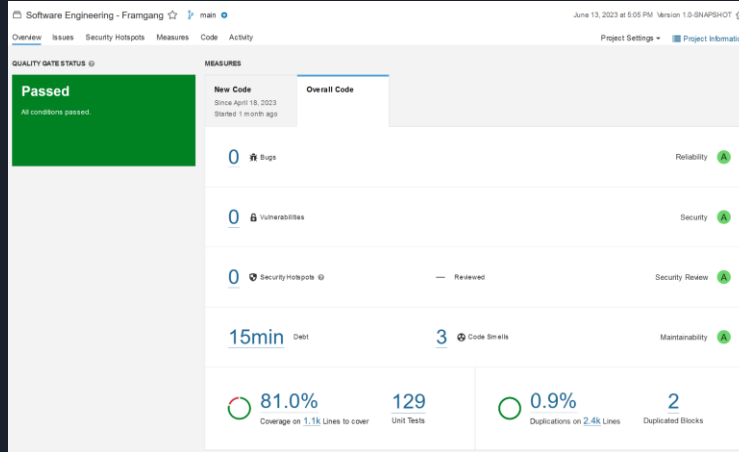 Software Engineering - Framgang main
June 13, 2023 at 5:05 PM Version 1.0-SNAPSHOT
Overview Issues Security Hotspots Measures Code Activity
Project Settings Project Informatio
QUALITY GATE STATUS
MEASURES
Passed
All conditions passed.
New Code
Since April 18, 2023
Started 1 month ago
Overall Code
0 Bugs
Reliability A
0 Vulnerabilities
Security A
0 Security Hotspots
— Reviewed
Security Review A
15min Debt
3 Code Smells
Maintainability A
81.0%
Coverage on 1.1k Lines to cover
129
Unit Tests
0.9%
Duplications on 2.4k Lines
2
Duplicated Blocks